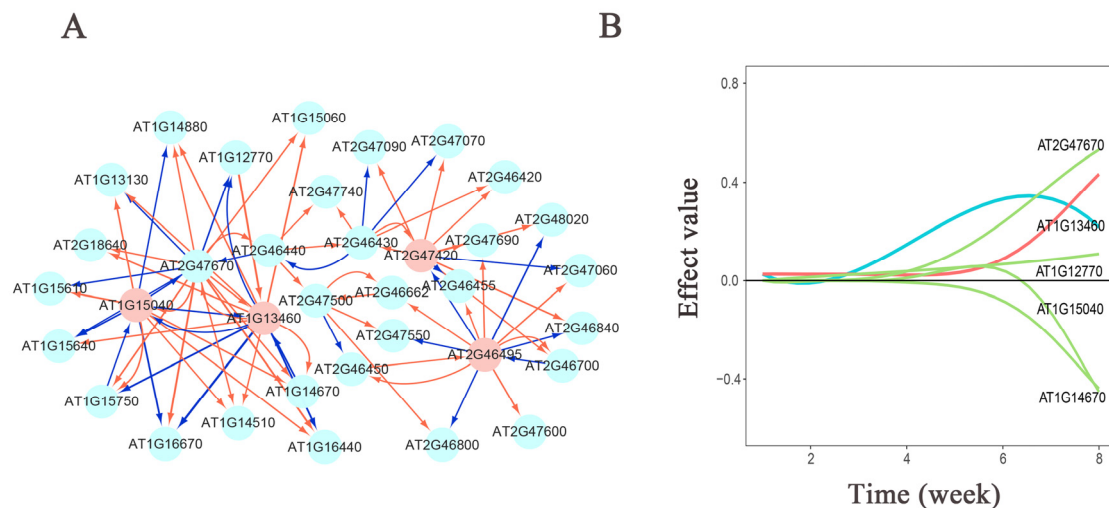 A
B
AT1G15060
AT1G14880
AT2G47090
AT2G47070
AT1G12770
AT2G46420
AT1G13130
AT2G47740
AT2G48020
AT2G18640
AT2G46440
AT2G46430
AT2G47690
AT2G47420
AT2G47670
AT2G47060
AT1G15610
AT2G46455
AT2G46662
AT2G47500
AT1G15040
AT1G13460
AT2G46840
AT2G47550
AT1G15640
AT2G46495
AT2G46700
AT2G46450
AT1G14670
AT1G15750
AT1G14510
AT1G16670
AT1G16440
AT2G46800
AT2G47600
0.8
0.4
0.0
−0.4
Effect value
AT2G47670
AT1G13460
AT1G12770
AT1G15040
AT1G14670
2
4
6
8
Time (week)